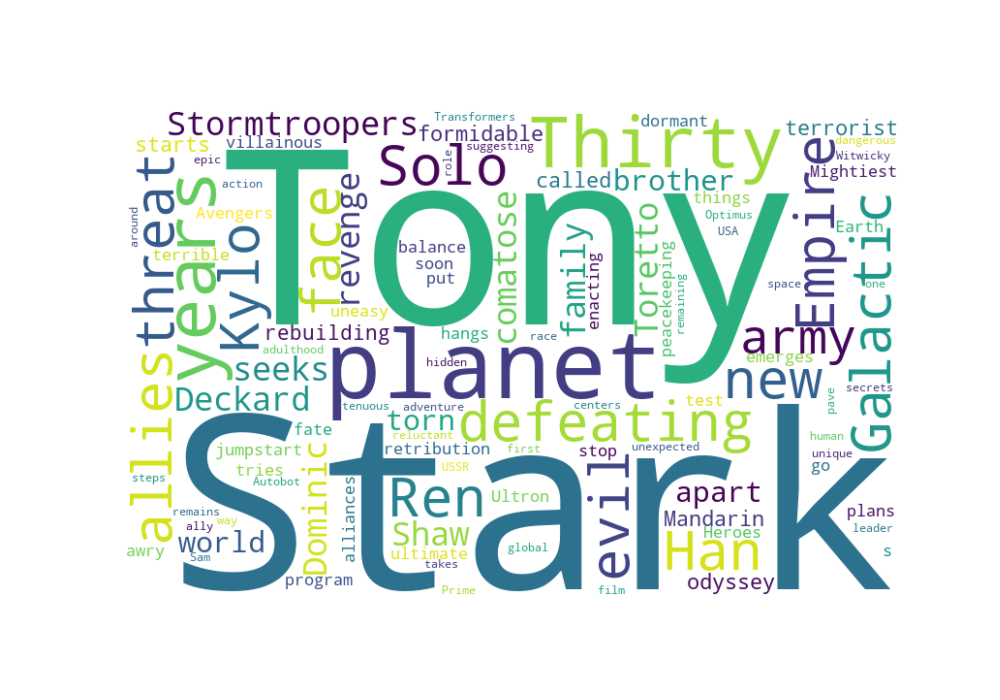 Transformers
dormant
Stormtroopers
formidable
Thirty
terrorist
starts
villainous
Solo
role
suggesting
dangerous
epic
Tony
called
brother
Witwicky
Mightiest
action
revenge
face
things
years
Kylo
threat
Avengers
comatose
family
enacting
Toretto
Optimus
USA
Empire
Earth
one
Galactic
around
terrible
balance
soon
put
peacekeeping
remaining
space
uneasy
rebuilding
hangs
race
army
adulthood
hidden
planet
emerges
seeks
new
secrets
Deckard
tenuous
adventure
centers
test
pave
allies
torn
defeating
fate
Stark
reluctant
first
unexpected
human
jumpstart
retribution
stop
unique
tries
USSR
go
steps
Autobot
Dominic
alliances
Ren
Ultron
evil
apart
plans
remains
ally
way
Shaw
Mandarin
Heroes
leader
awry
world
Sam
ultimate
global
Han
s
program
takes
odyssey
Prime
film